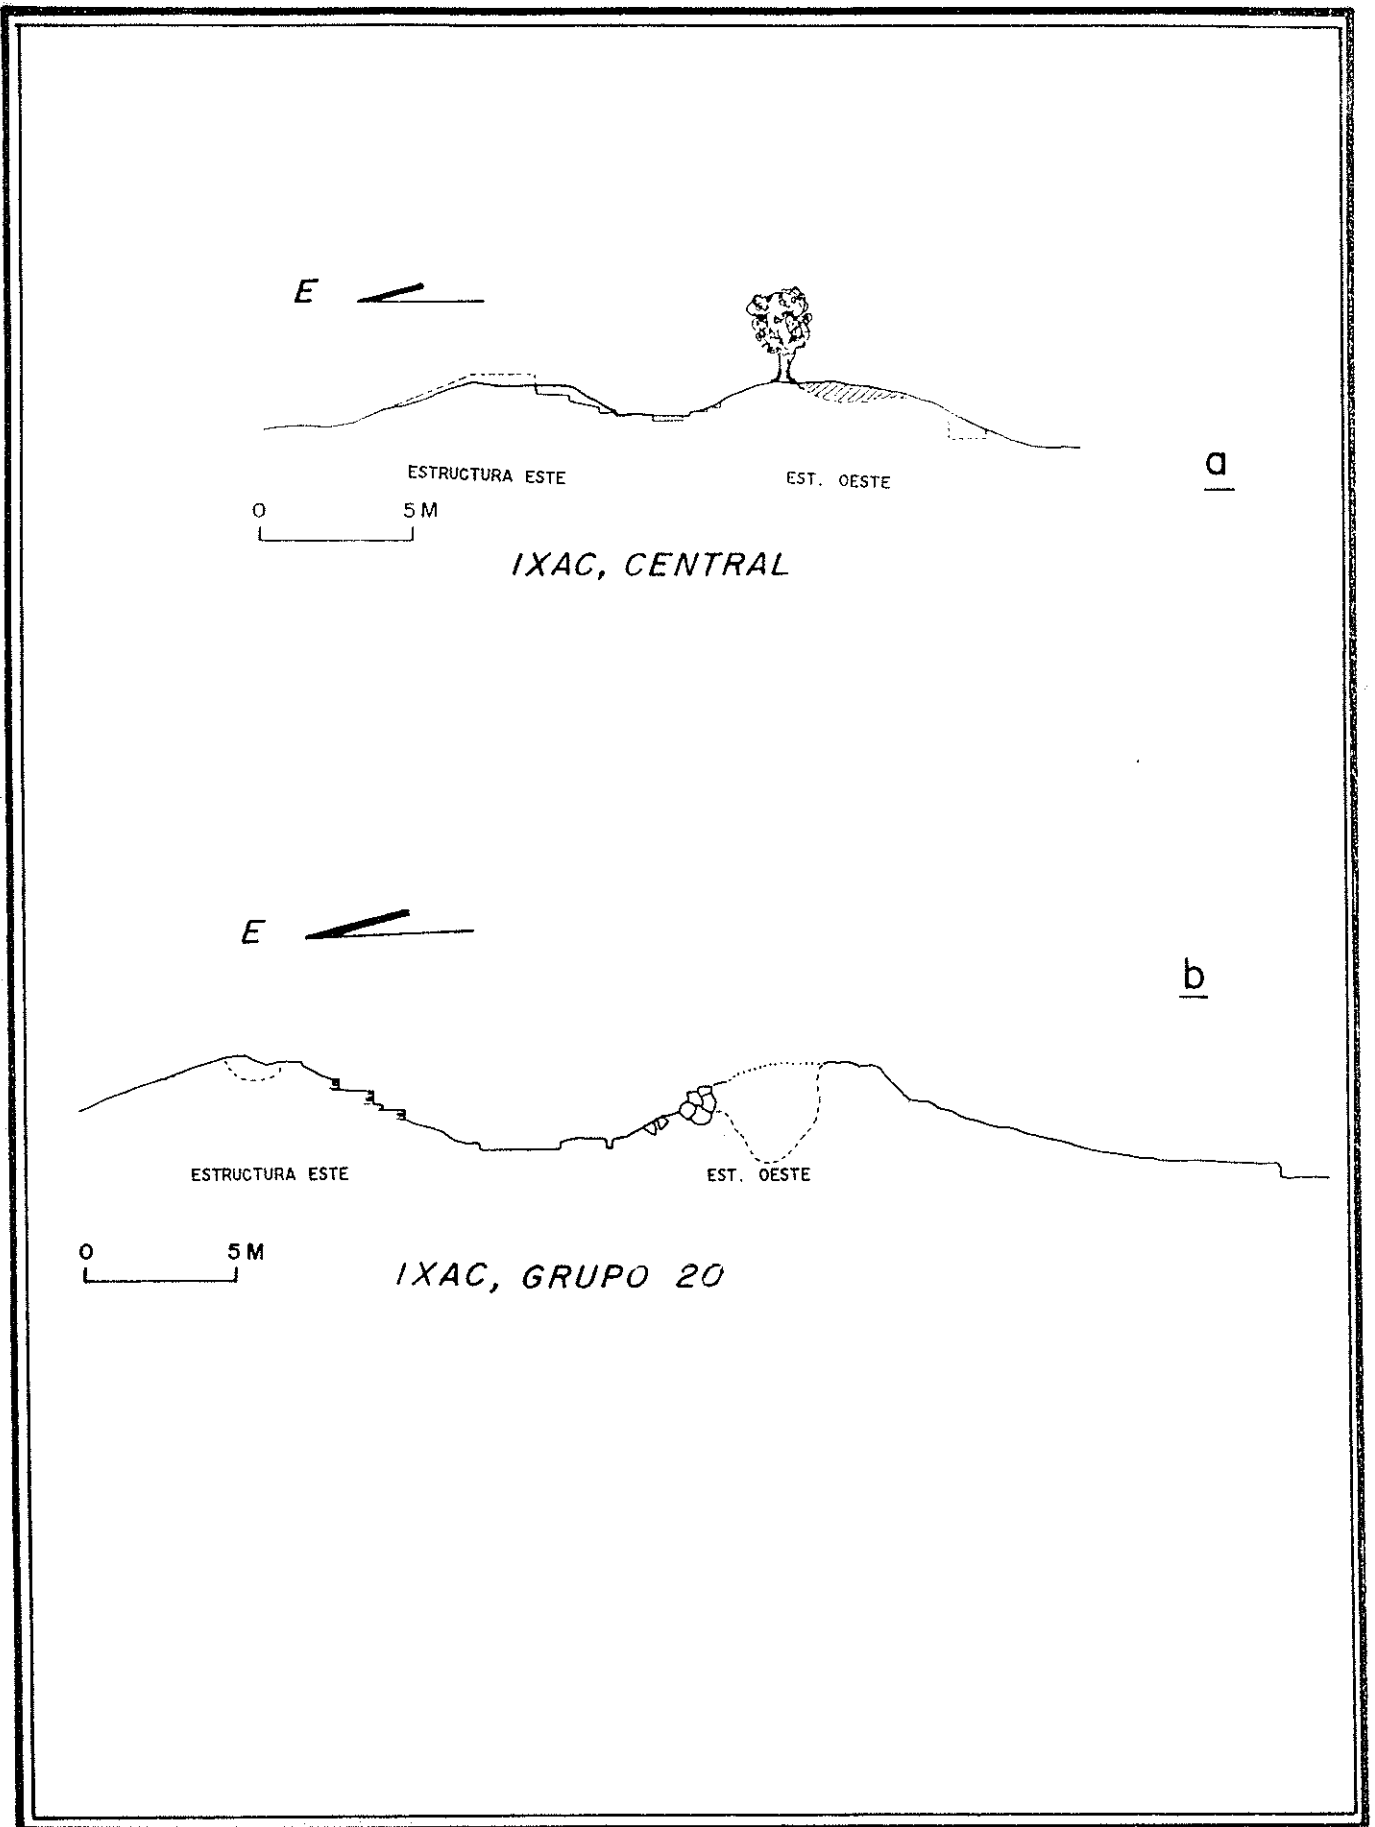 E
ESTRUCTURA ESTE
EST. OESTE
a
0 5 M
IXAC, CENTRAL
E
b
ESTRUCTURA ESTE
EST. OESTE
0 5 M
IXAC, GRUPO 20